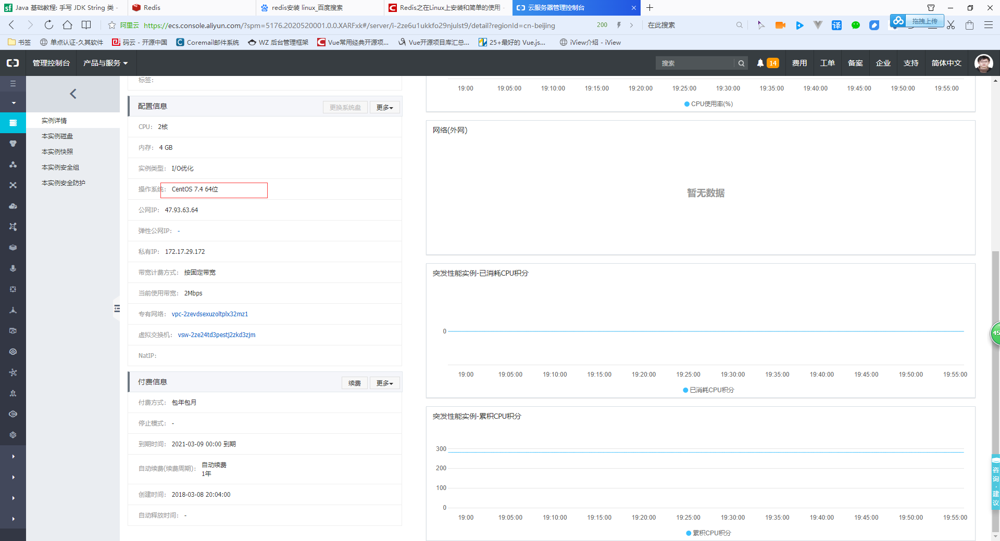 Java 基础教程: 手写 JDK String 类 -
Redis
redis安装 linux_百度搜索
Redis之在Linux上安装和简单的使用 -
云服务器管理控制台
阿里云 https://ecs.console.aliyun.com/?spm=5176.2020520001.0.0.XARFxk#/server/i-2ze6u1ukkfo29njulst9/detail?regionId=cn-beijing
200
在此搜索
译
拖拽上传
书签
单点认证-久其软件
码云 - 开源中国
Coremail邮件系统
WZ 后台管理框架
Vue常用经典开源项...
Vue开源项目库汇总...
25+最好的 Vue.js...
iView介绍 - iView
管理控制台
产品与服务
搜索
14
费用
工单
备案
企业
支持
简体中文
实例详情
本实例磁盘
本实例快照
本实例安全组
本实例安全防护
标签:
配置信息
更换系统盘
更多
CPU: 2核
内存: 4 GB
实例类型: I/O优化
操作系统: CentOS 7.4 64位
公网IP: 47.93.63.64
弹性公网IP: -
私有IP: 172.17.29.172
带宽计费方式: 按固定带宽
当前使用带宽: 2Mbps
专有网络: vpc-2zevdsexuzoltplx32mz1
虚拟交换机: vsw-2ze24td3pestj2zkd3zjm
NatIP:
付费信息
续费
更多
付费方式: 包年包月
停止模式: -
到期时间: 2021-03-09 00:00 到期
自动续费(续费周期): 自动续费
1年
创建时间: 2018-03-08 20:04:00
自动释放时间: -
19:00 19:05:00 19:10:00 19:15:00 19:20:00 19:25:00 19:30:00 19:35:00 19:40:00 19:45:00 19:50:00 19:55:00
CPU使用率(%)
网络(外网)
暂无数据
突发性能实例-已消耗CPU积分
0
19:00 19:05:00 19:10:00 19:15:00 19:20:00 19:25:00 19:30:00 19:35:00 19:40:00 19:45:00 19:50:00 19:55:00
已消耗CPU积分
突发性能实例-累积CPU积分
300
200
100
0
19:00 19:05:00 19:10:00 19:15:00 19:20:00 19:25:00 19:30:00 19:35:00 19:40:00 19:45:00 19:50:00 19:55:00
累积CPU积分
45
咨询·建议